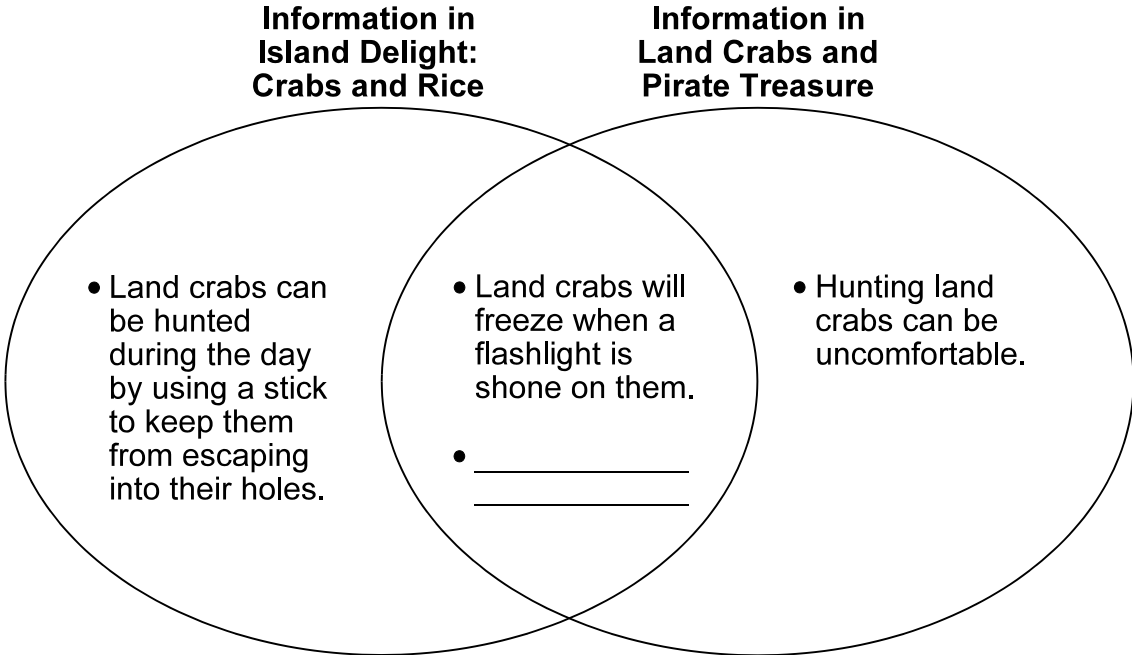 Information in
Island Delight:
Crabs and Rice
Information in
Land Crabs and
Pirate Treasure
• Land crabs can
be hunted
during the day
by using a stick
to keep them
from escaping
into their holes.
• Land crabs will
freeze when a
flashlight is
shone on them.
• 
• Hunting land
crabs can be
uncomfortable.